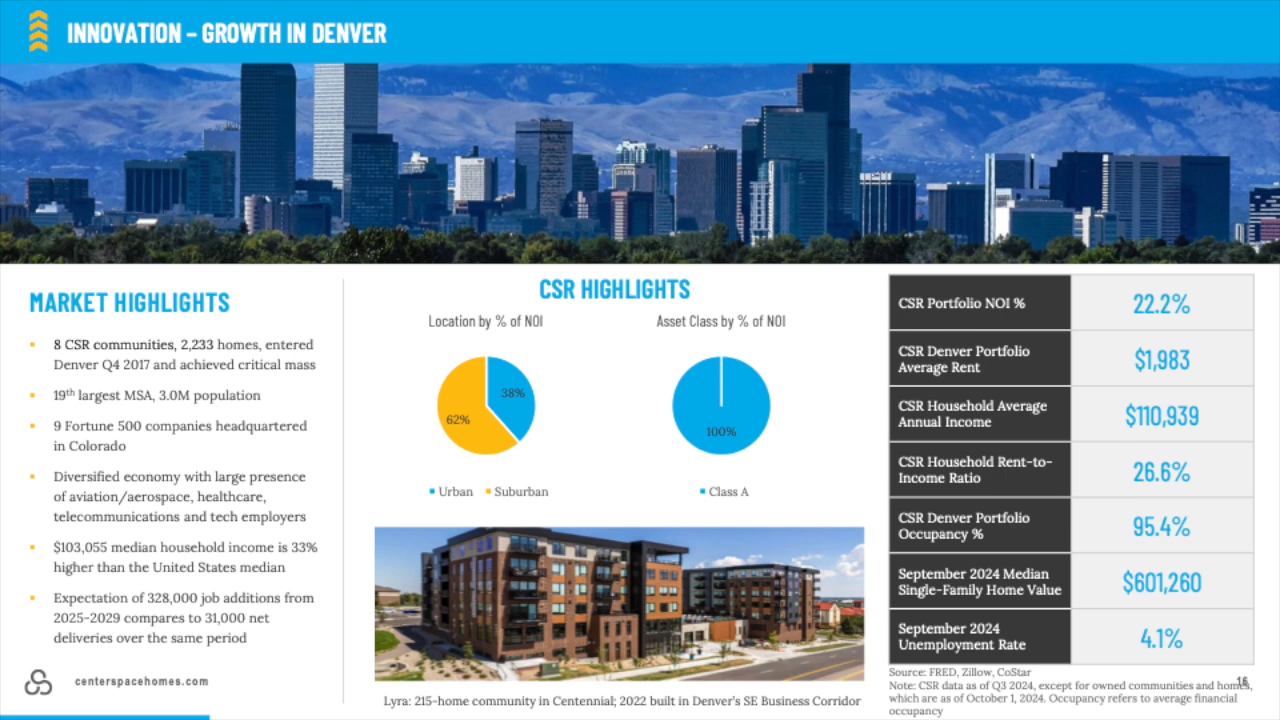 INNOVATION – GROWTH IN DENVER
MARKET HIGHLIGHTS
▪ 8 CSR communities, 2,233 homes, entered
Denver Q4 2017 and achieved critical mass
▪ 19th largest MSA, 3.0M population
▪ 9 Fortune 500 companies headquartered
in Colorado
▪ Diversified economy with large presence
of aviation/aerospace, healthcare,
telecommunications and tech employers
▪ $103,055 median household income is 33%
higher than the United States median
▪ Expectation of 328,000 job additions from
2025-2029 compares to 31,000 net
deliveries over the same period
centerspacehomes.com
CSR HIGHLIGHTS
Location by % of NOI
38%
62%
Urban Suburban
Asset Class by % of NOI
100%
Class A
Lyra: 215-home community in Centennial; 2022 built in Denver's SE Business Corridor
CSR Portfolio NOI % 22.2%
CSR Denver Portfolio
Average Rent
$1,983
CSR Household Average
Annual Income
$110,939
CSR Household Rent-to-
Income Ratio
26.6%
CSR Denver Portfolio
Occupancy %
95.4%
September 2024 Median
Single-Family Home Value
$601,260
September 2024
Unemployment Rate
4.1%
Source: FRED, Zillow, CoStar
Note: CSR data as of Q3 2024, except for owned communities and homes,
which are as of October 1, 2024. Occupancy refers to average financial
occupancy
16